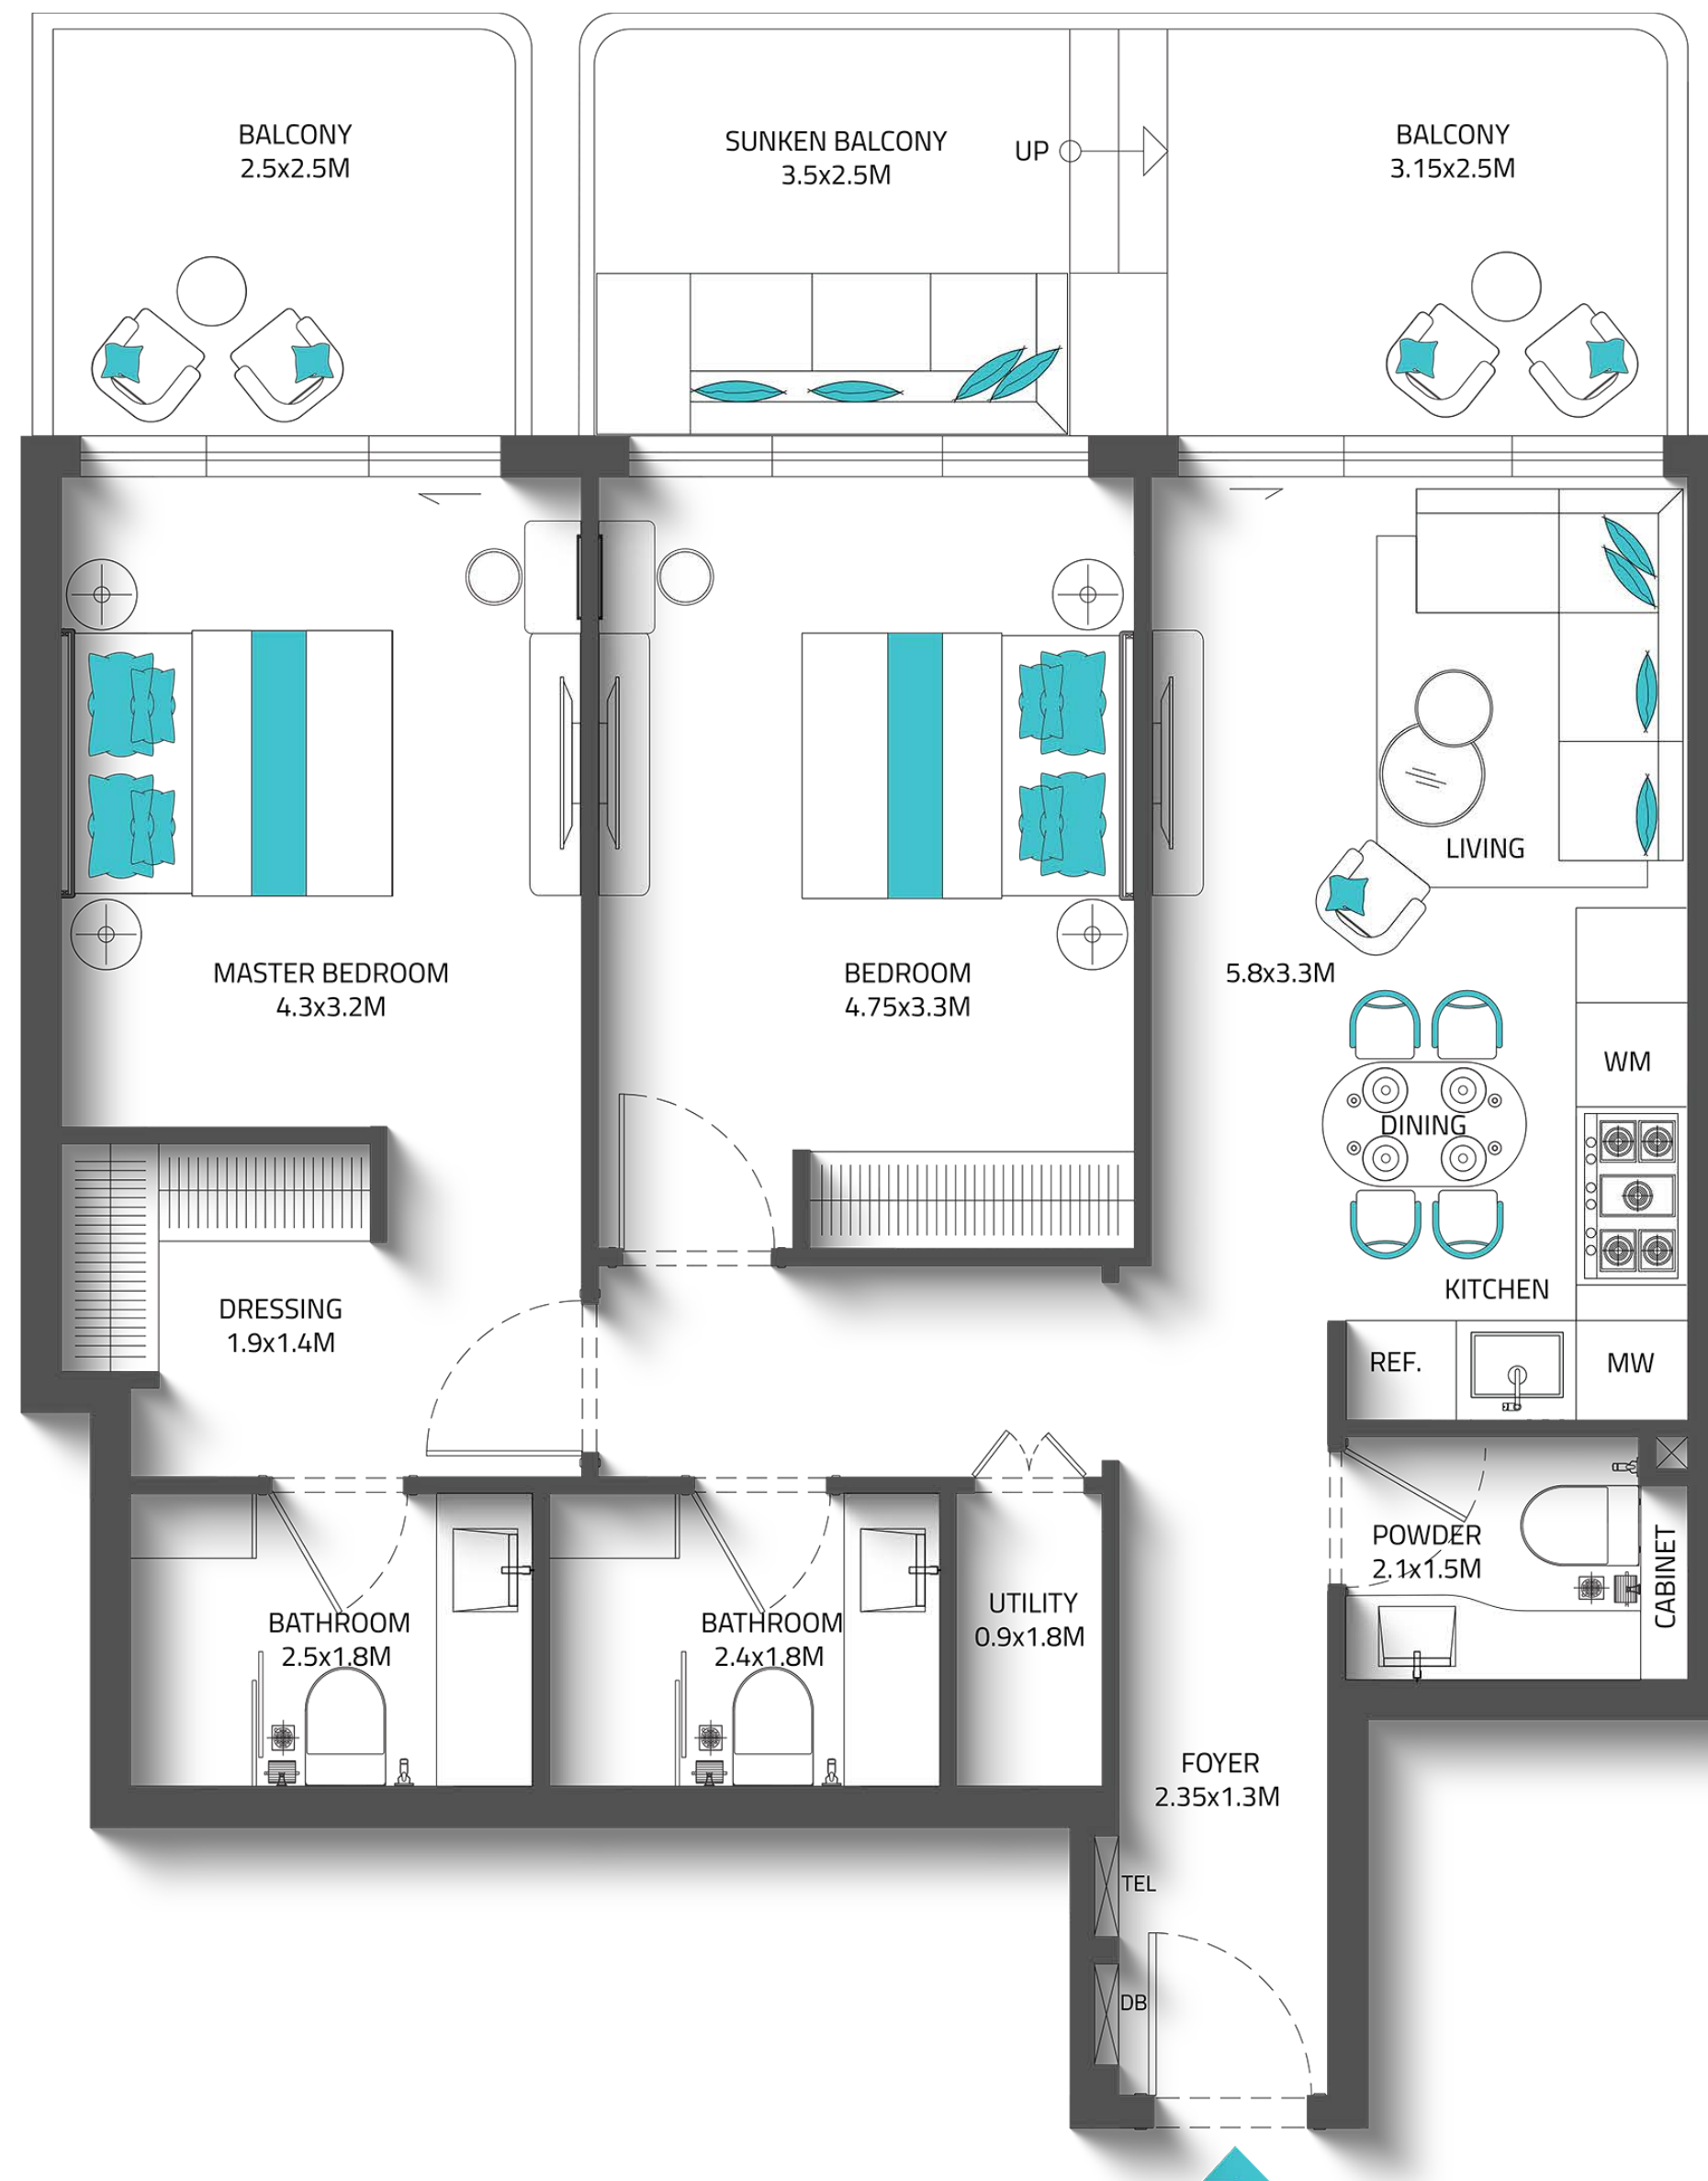 BALCONY
2.5x2.5M
SUNKEN BALCONY
3.5x2.5M
UP
BALCONY
3.15x2.5M
LIVING
MASTER BEDROOM
4.3x3.2M
BEDROOM
4.75x3.3M
5.8x3.3M
WM
DINING
KITCHEN
DRESSING
1.9x1.4M
REF.
MW
POWDER
2.1x1.5M
CABINET
BATHROOM
2.5x1.8M
BATHROOM
2.4x1.8M
UTILITY
0.9x1.8M
FOYER
2.35x1.3M
TEL
DB